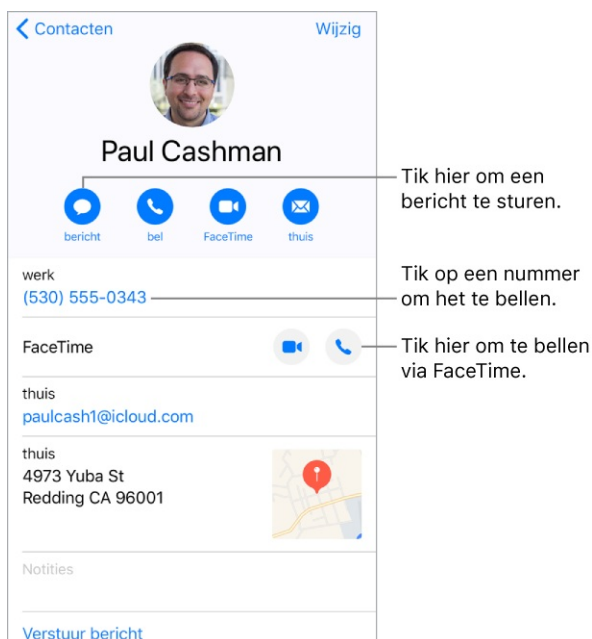 Contacten
Wijzig
Paul Cashman
bericht
bel
FaceTime
thuis
Tik hier om een
bericht te sturen.
werk
(530) 555-0343
Tik op een nummer
om het te bellen.
FaceTime
Tik hier om te bellen
via FaceTime.
thuis
paulcash1@icloud.com
thuis
4973 Yuba St
Redding CA 96001
Notities
Verstuur bericht